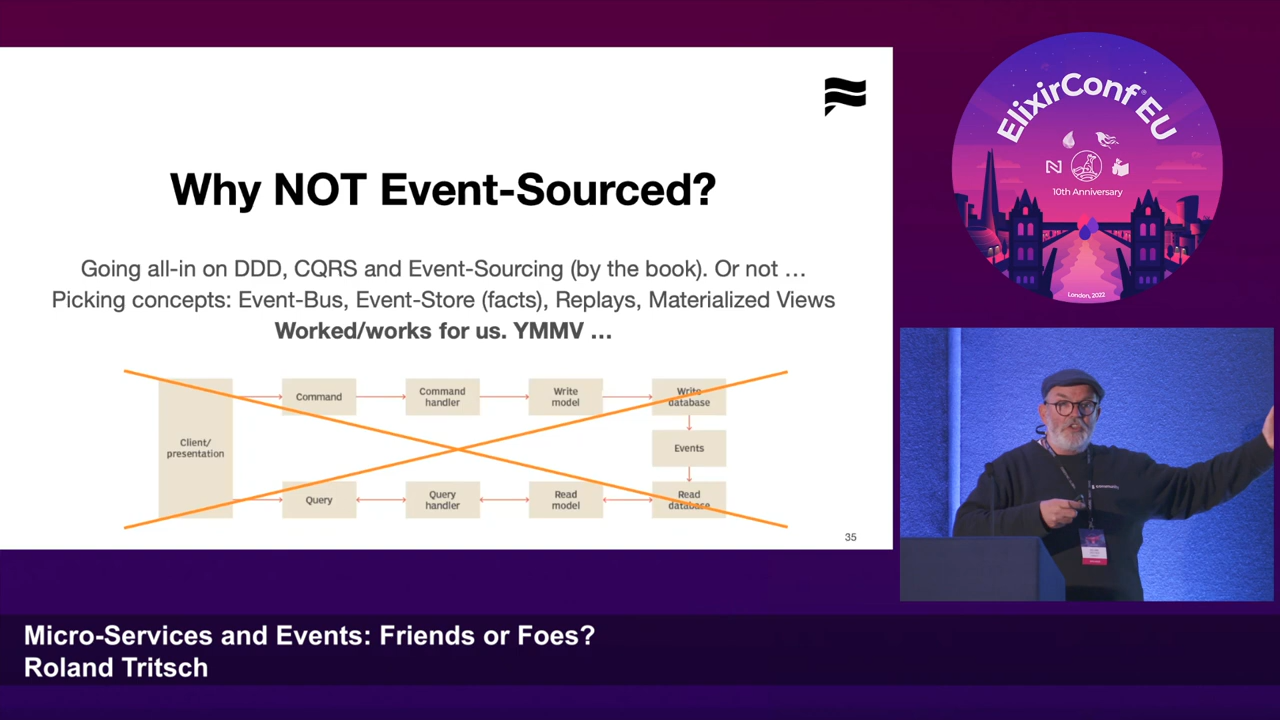 Why NOT Event-Sourced?
Going all-in on DDD, CQRS and Event-Sourcing (by the book). Or not ...
Picking concepts: Event-Bus, Event-Store (facts), Replays, Materialized Views
Worked/works for us. YMMV ...
Client/
presentation
Command
Command
handler
Write
model
Write
database
Events
Query
Query
handler
Read
model
Read
database
35
ElixirConf® EU
10th Anniversary
London, 2022
Micro-Services and Events: Friends or Foes?
Roland Tritsch